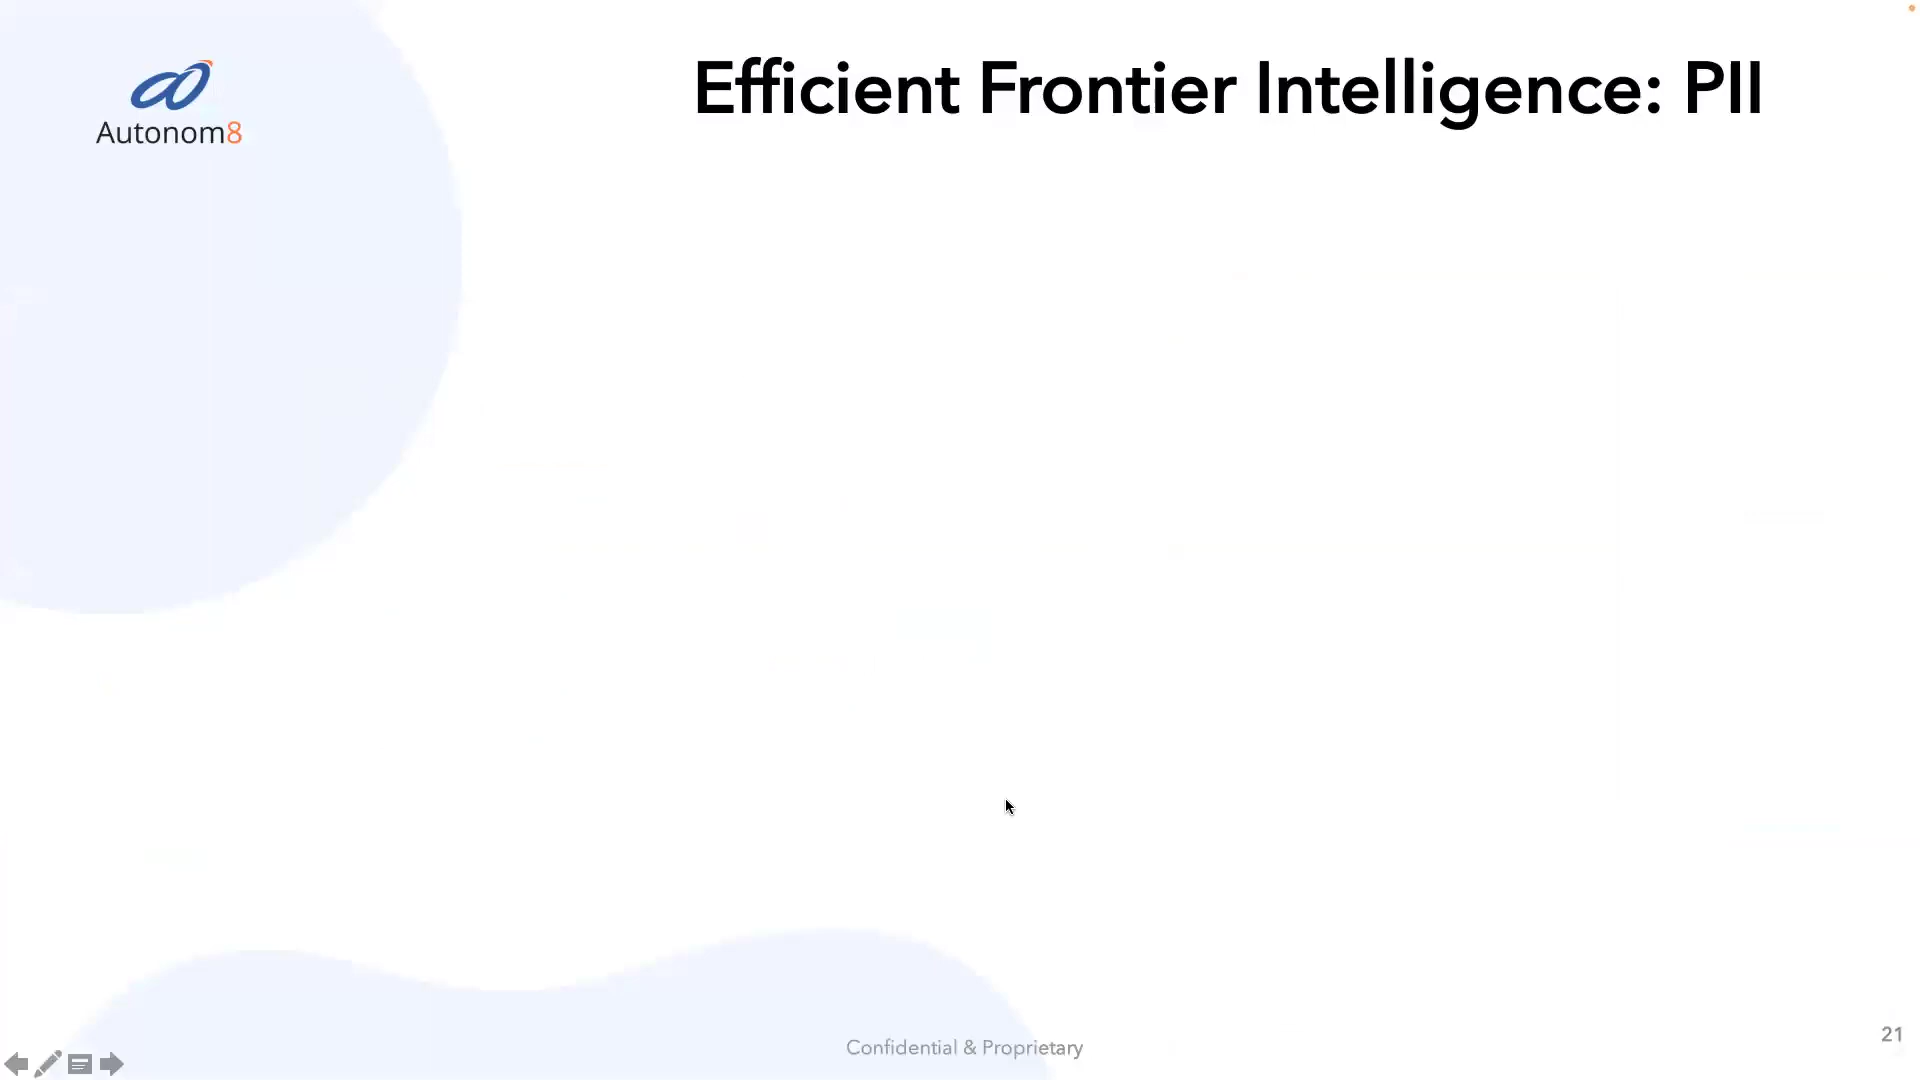 Autonom8
Efficient Frontier Intelligence: PII
Confidential & Proprietary
21